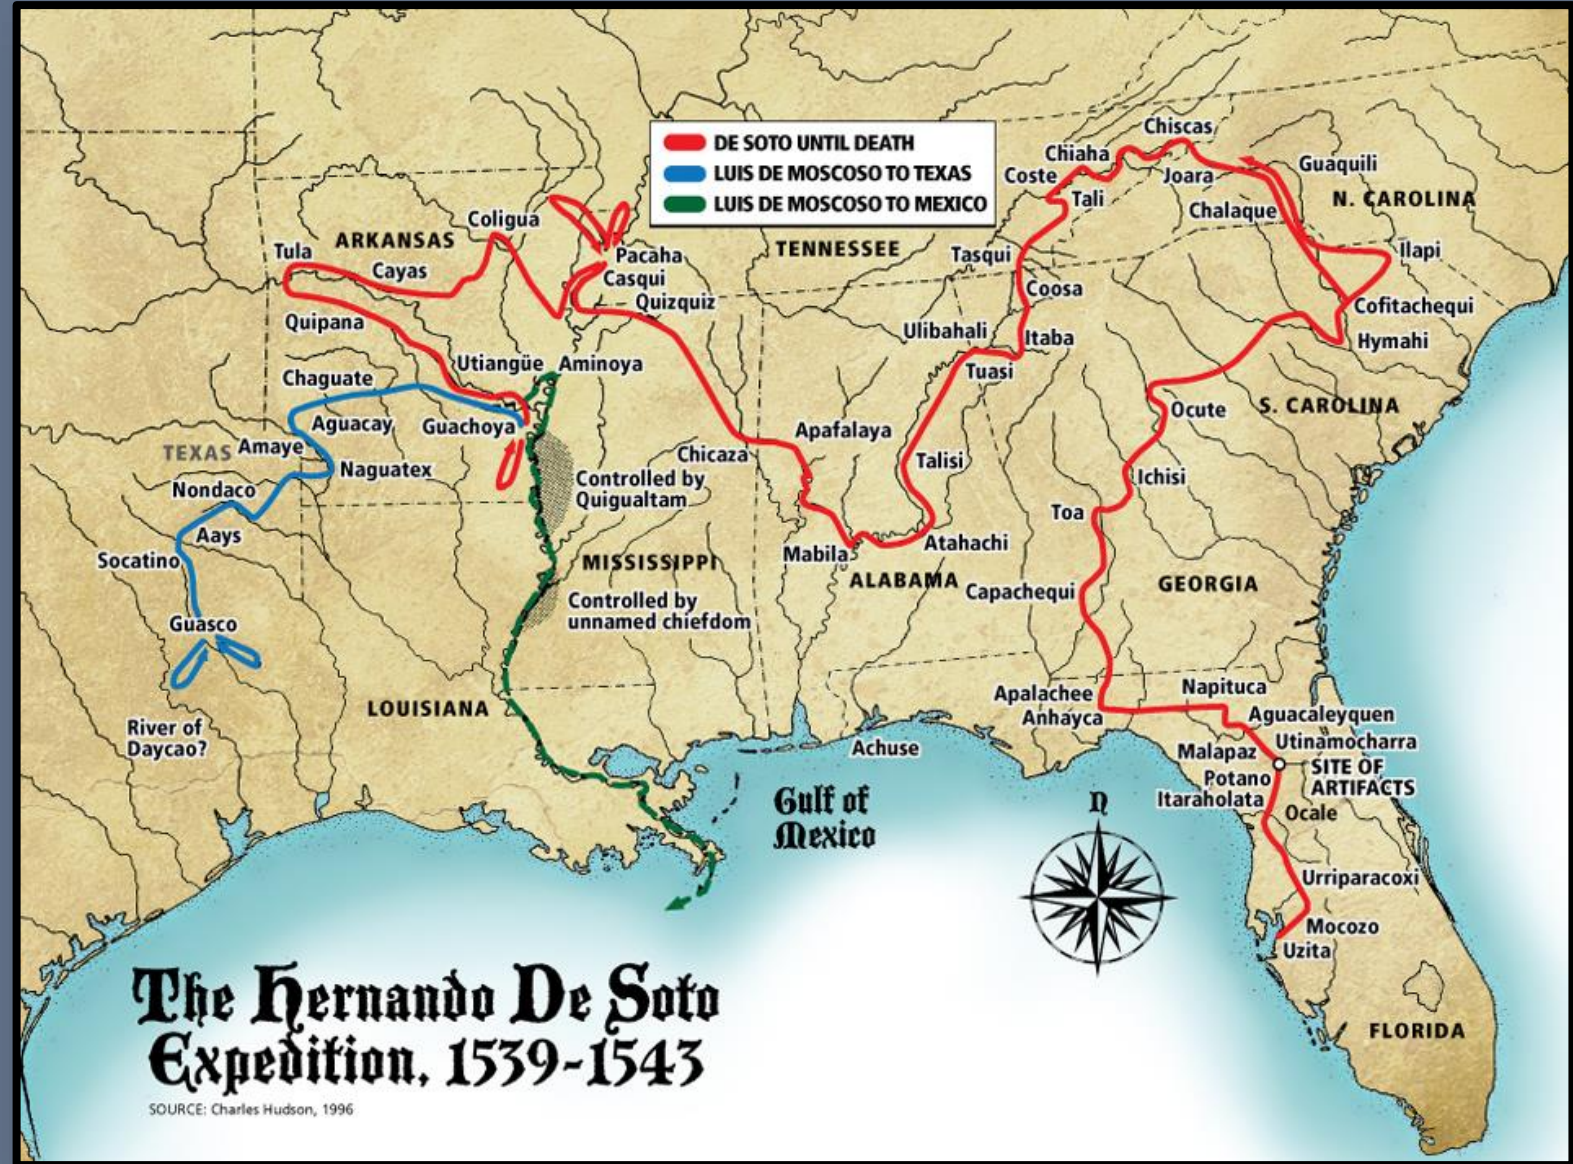 DE SOTO UNTIL DEATH
LUIS DE MOSCOSO TO TEXAS
LUIS DE MOSCOSO TO MEXICO
Chiscas
Chiaha
Guaquili
Coste
Joara
Tali
N. CAROLINA
Chalaque
Coligua
ARKANSAS
TENNESSEE
Tula
Pacaha
Tasqui
Ilapi
Cayas
Casqui
Coosa
Quizquiz
Cofitachequi
Quipana
Ulibahali
Itaba
Hymahi
Utiangüe
Aminoya
Tuasi
Chaguate
Ocute
S. CAROLINA
Aguacay
Guachoya
Apafalaya
TEXAS
Amaye
Chicaza
Talisi
Naguatex
Controlled by
Quigualtam
Ichisi
Nondaco
Toa
Aays
Atahachi
Mabila
Socatino
MISSISSIPPI
ALABAMA
GEORGIA
Capachequi
Controlled by
unnamed chiefdom
Guasco
Napituca
Apalachee
Anhayca
LOUISIANA
Aguacaleyquen
River of
Daycao?
Achuse
Utinamocharra
Malapaz
SITE OF
ARTIFACTS
Potano
Itaraholata
Gulf of
Mexico
n
Ocale
Urriparacoxi
Mocozo
Uzita
The Hernando De Soto
Expedition, 1539-1543
FLORIDA
SOURCE: Charles Hudson, 1996